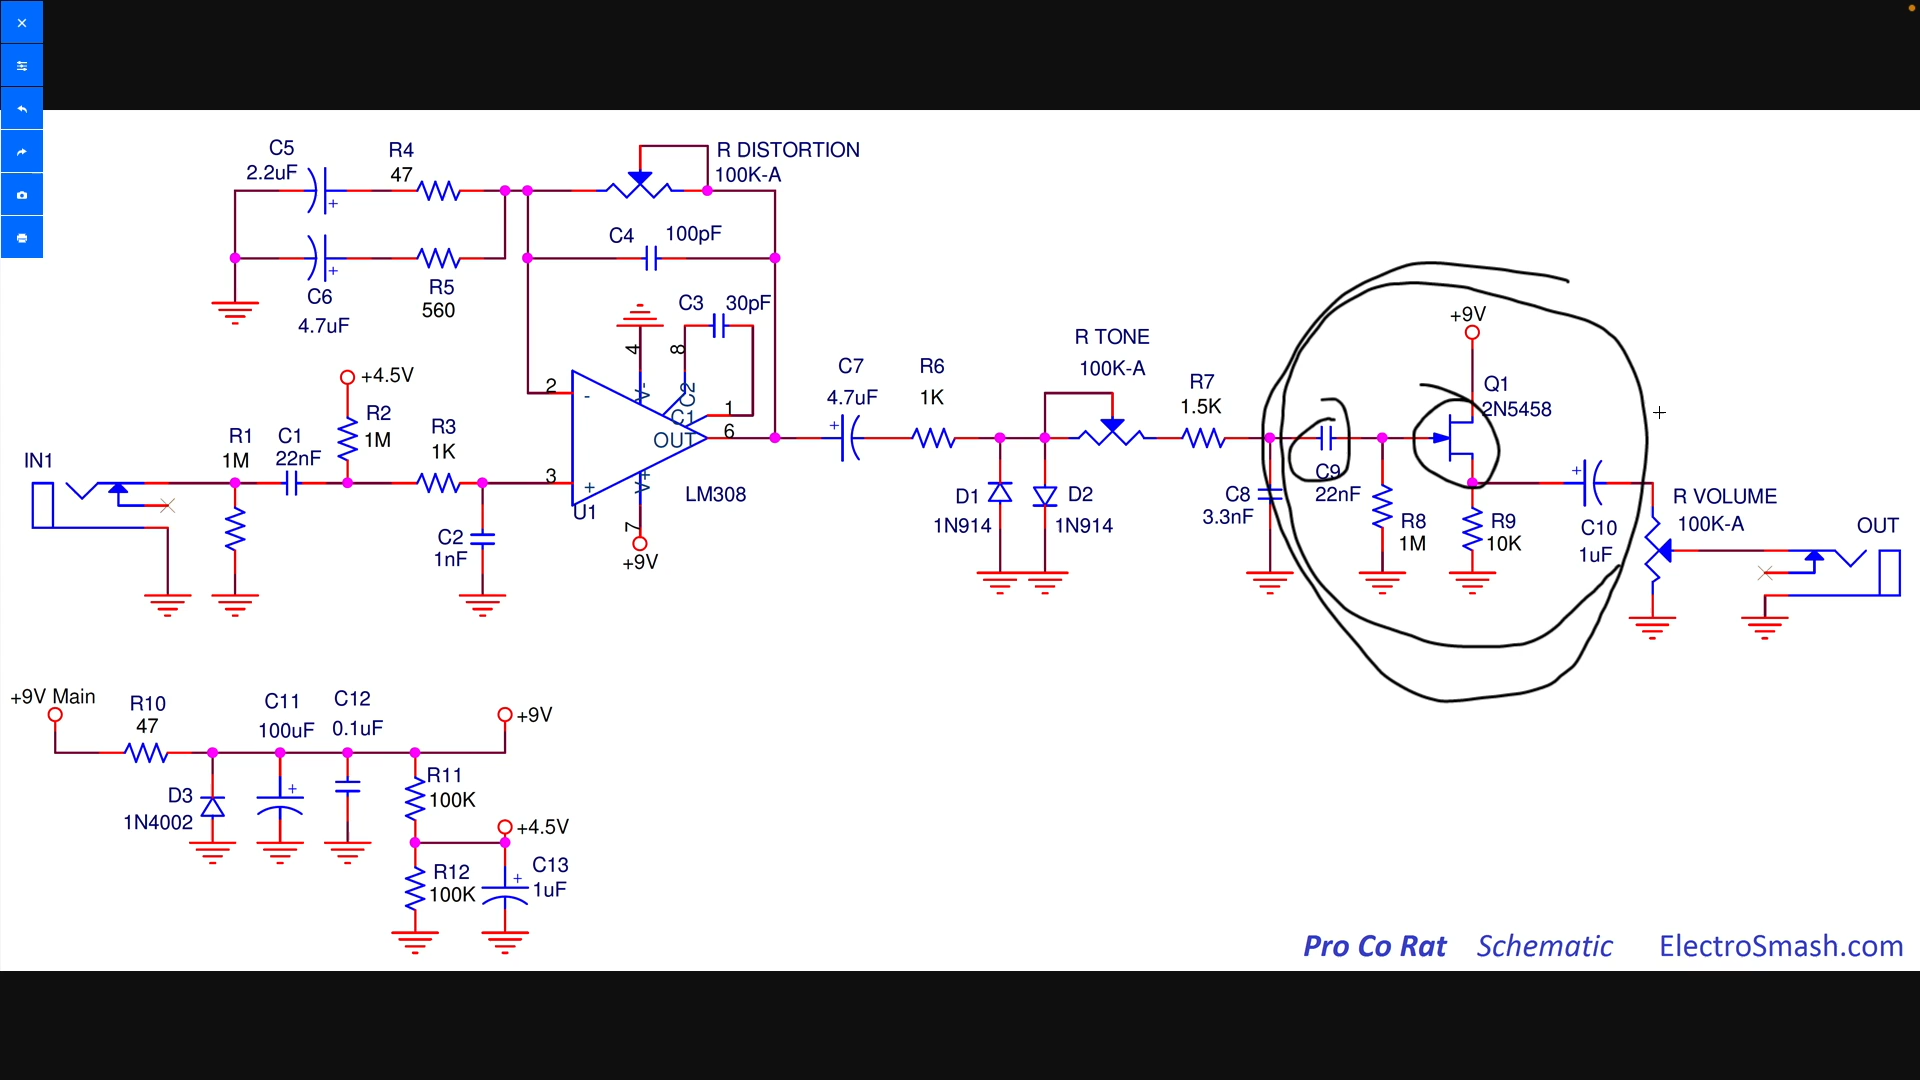 C5
2.2uF
+
R4
47
R DISTORTION
100K-A
C4
100pF
+
C6
4.7uF
R5
560
C3
30pF
4
8
V-
C2
C1
2
-
1
OUT
6
3
+
V+
7
U1
LM308
+9V
+4.5V
R2
1M
R3
1K
R1
1M
C1
22nF
IN1
C2
1nF
C7
4.7uF
+
R6
1K
R TONE
100K-A
R7
1.5K
D1
1N914
D2
1N914
C8
3.3nF
C9
22nF
R8
1M
+9V
Q1
2N5458
R9
10K
+
C10
1uF
R VOLUME
100K-A
OUT
+9V Main
R10
47
C11
100uF
+
C12
0.1uF
+9V
D3
1N4002
R11
100K
+4.5V
R12
100K
+
C13
1uF
Pro Co Rat Schematic ElectroSmash.com